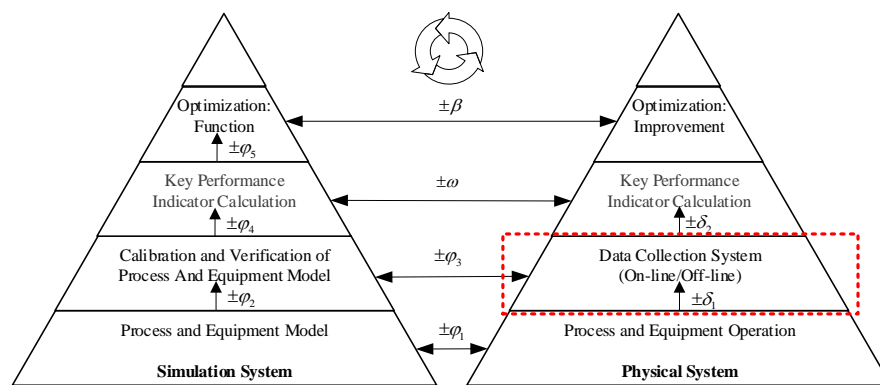 Optimization:
Function
±φ₅
Key Performance
Indicator Calculation
±φ₄
Calibration and Verification of
Process And Equipment Model
±φ₂
Process and Equipment Model
Simulation System
±β
±ω
±φ₃
±φ₁
Optimization:
Improvement
Key Performance
Indicator Calculation
±δ₂
Data Collection System
(On-line/Off-line)
±δ₁
Process and Equipment Operation
Physical System